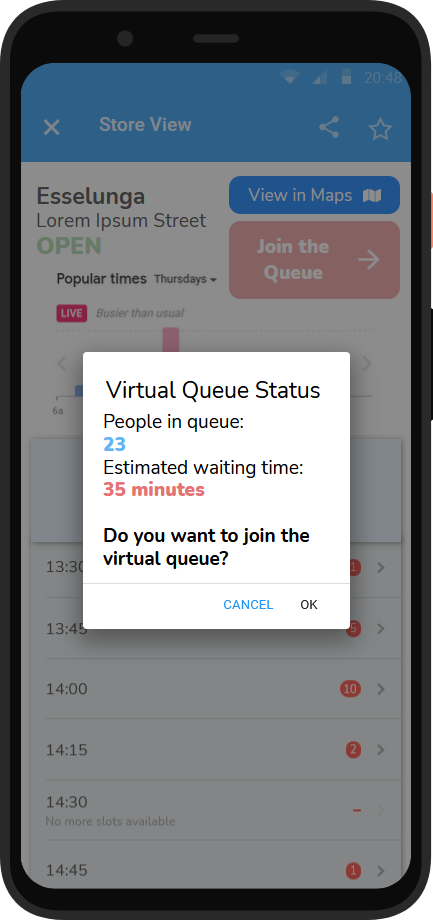 20:48
Store View
Esselunga
View in Maps
Lorem Ipsum Street
OPEN
Join the
Queue
Popular times Thursdays
LIVE Busier than usual
6a
Virtual Queue Status
People in queue:
23
Estimated waiting time:
35 minutes
Do you want to join the
virtual queue?
CANCEL OK
13:30 1
13:45 5
14:00 10
14:15 2
14:30 –
No more slots available
14:45 1